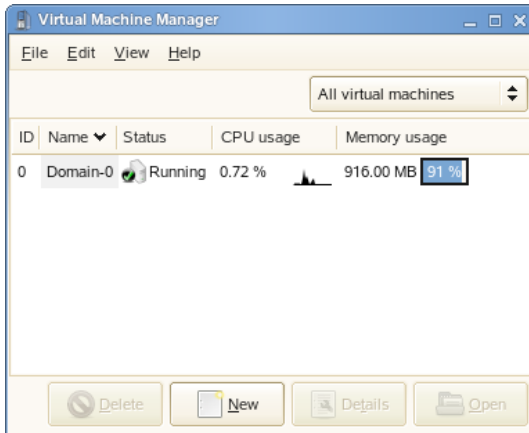 Virtual Machine Manager
File Edit View Help
All virtual machines
ID Name Status CPU usage Memory usage
0 Domain-0 Running 0.72 % 916.00 MB 91 %
Delete New Details Open